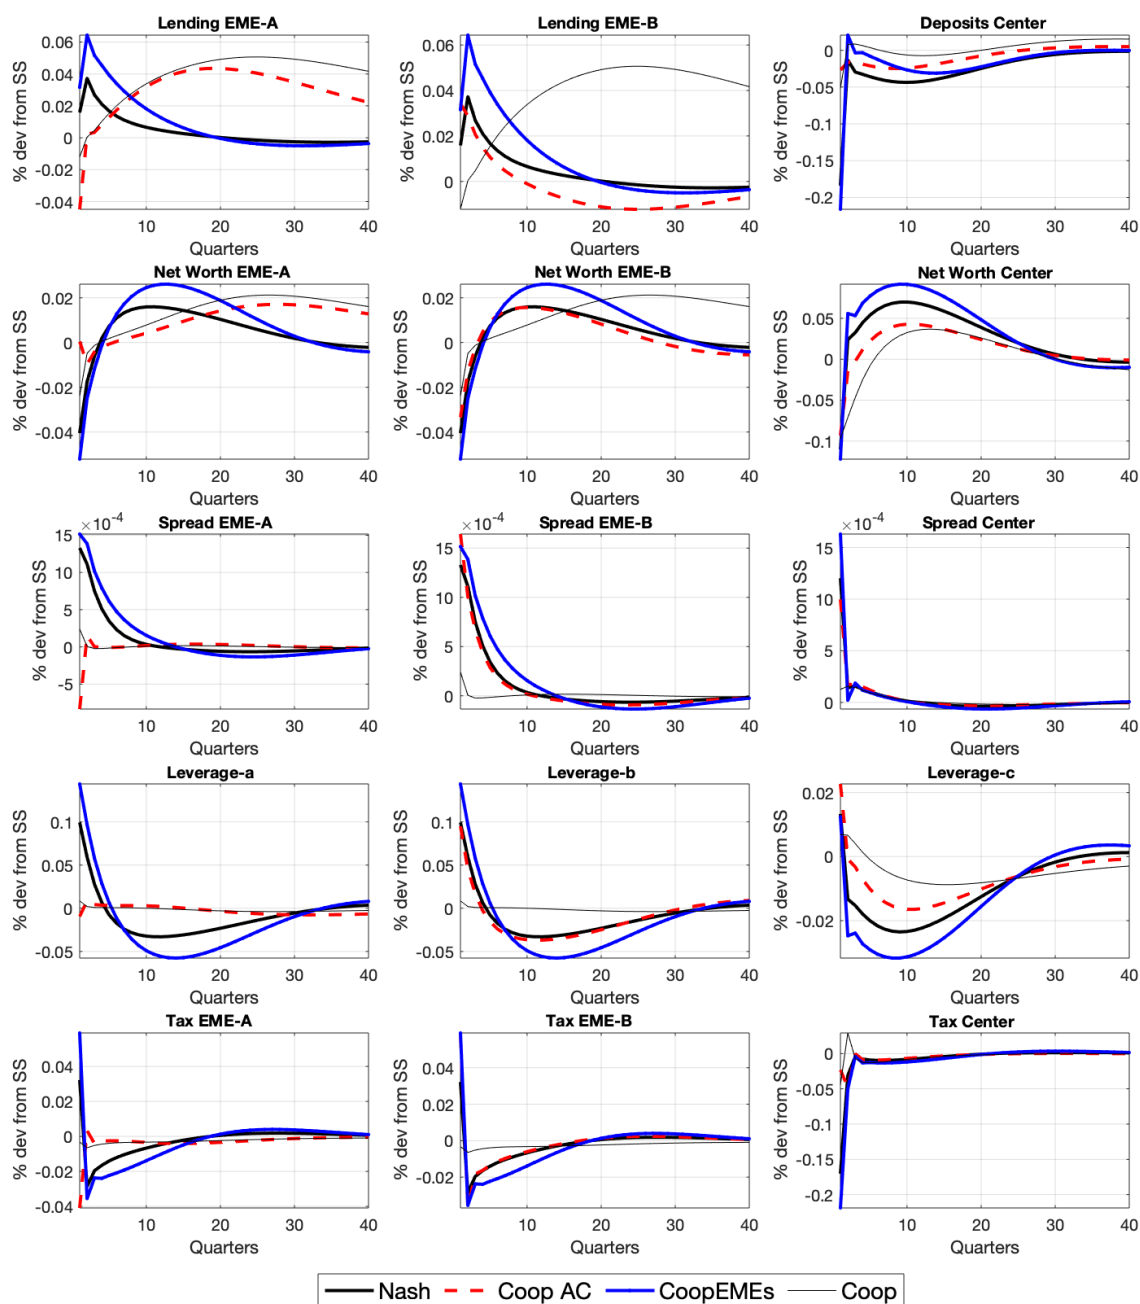 Lending EME-A Lending EME-B Deposits Center
% dev from SS % dev from SS % dev from SS
0.06 0.04 0.02 0 -0.02 -0.04
0.06 0.04 0.02 0
0 -0.05 -0.1 -0.15 -0.2
10 20 30 40 10 20 30 40 10 20 30 40
Quarters Quarters Quarters
Net Worth EME-A Net Worth EME-B Net Worth Center
% dev from SS % dev from SS % dev from SS
0.02 0 -0.02 -0.04
0.02 0 -0.02 -0.04
0.05 0 -0.05 -0.1
10 20 30 40 10 20 30 40 10 20 30 40
Quarters Quarters Quarters
×10⁻⁴ Spread EME-A ×10⁻⁴ Spread EME-B ×10⁻⁴ Spread Center
% dev from SS % dev from SS % dev from SS
15 10 5 0 -5
15 10 5 0
15 10 5 0
10 20 30 40 10 20 30 40 10 20 30 40
Quarters Quarters Quarters
Leverage-a Leverage-b Leverage-c
% dev from SS % dev from SS % dev from SS
0.1 0.05 0 -0.05
0.1 0.05 0 -0.05
0.02 0 -0.02
10 20 30 40 10 20 30 40 10 20 30 40
Quarters Quarters Quarters
Tax EME-A Tax EME-B Tax Center
% dev from SS % dev from SS % dev from SS
0.04 0.02 0 -0.02 -0.04
0.04 0.02 0 -0.02
0 -0.05 -0.1 -0.15 -0.2
10 20 30 40 10 20 30 40 10 20 30 40
Quarters Quarters Quarters
Nash Coop AC CoopEMEs Coop